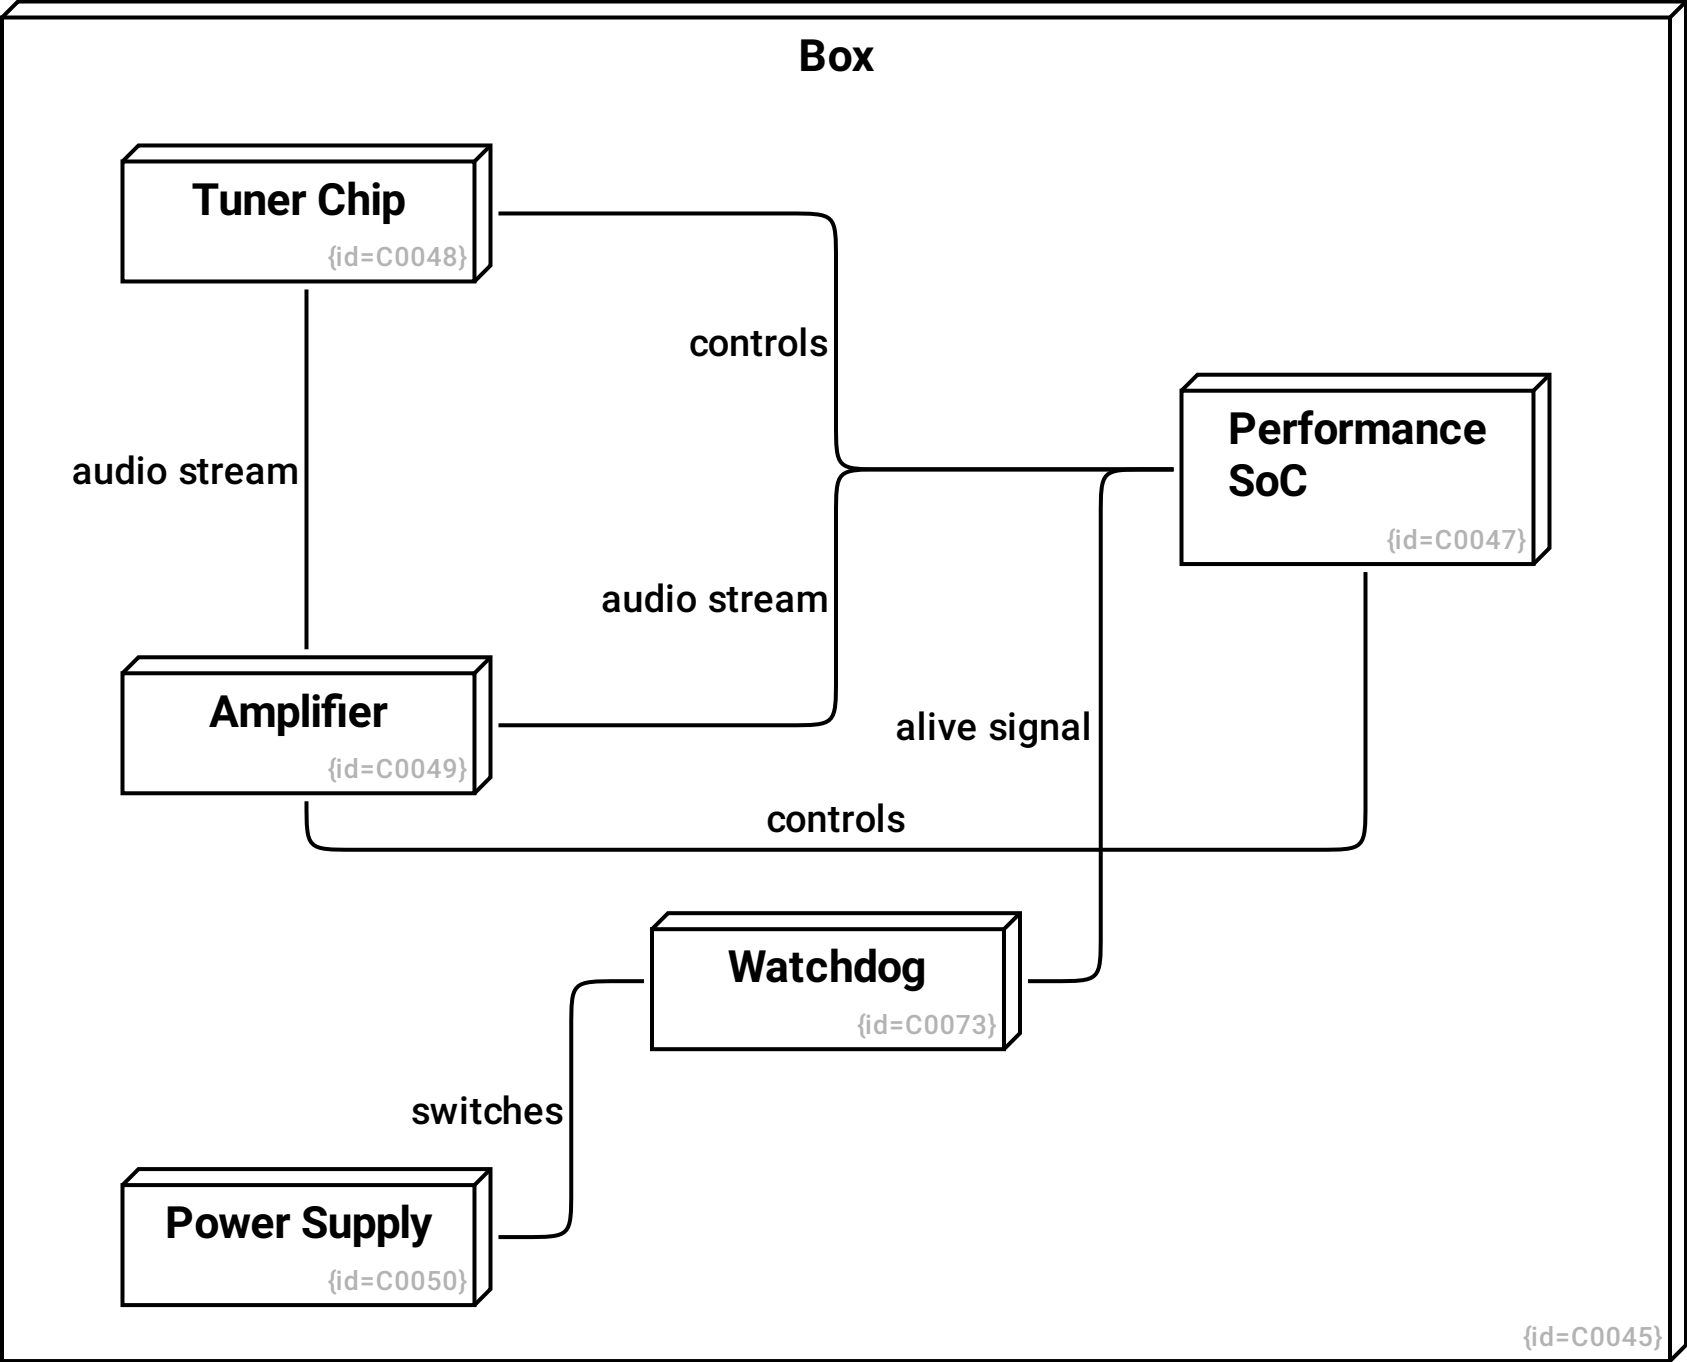 Box
Tuner Chip
{id=C0048}
controls
Performance
SoC
{id=C0047}
audio stream
audio stream
Amplifier
{id=C0049}
alive signal
controls
Watchdog
{id=C0073}
switches
Power Supply
{id=C0050}
{id=C0045}